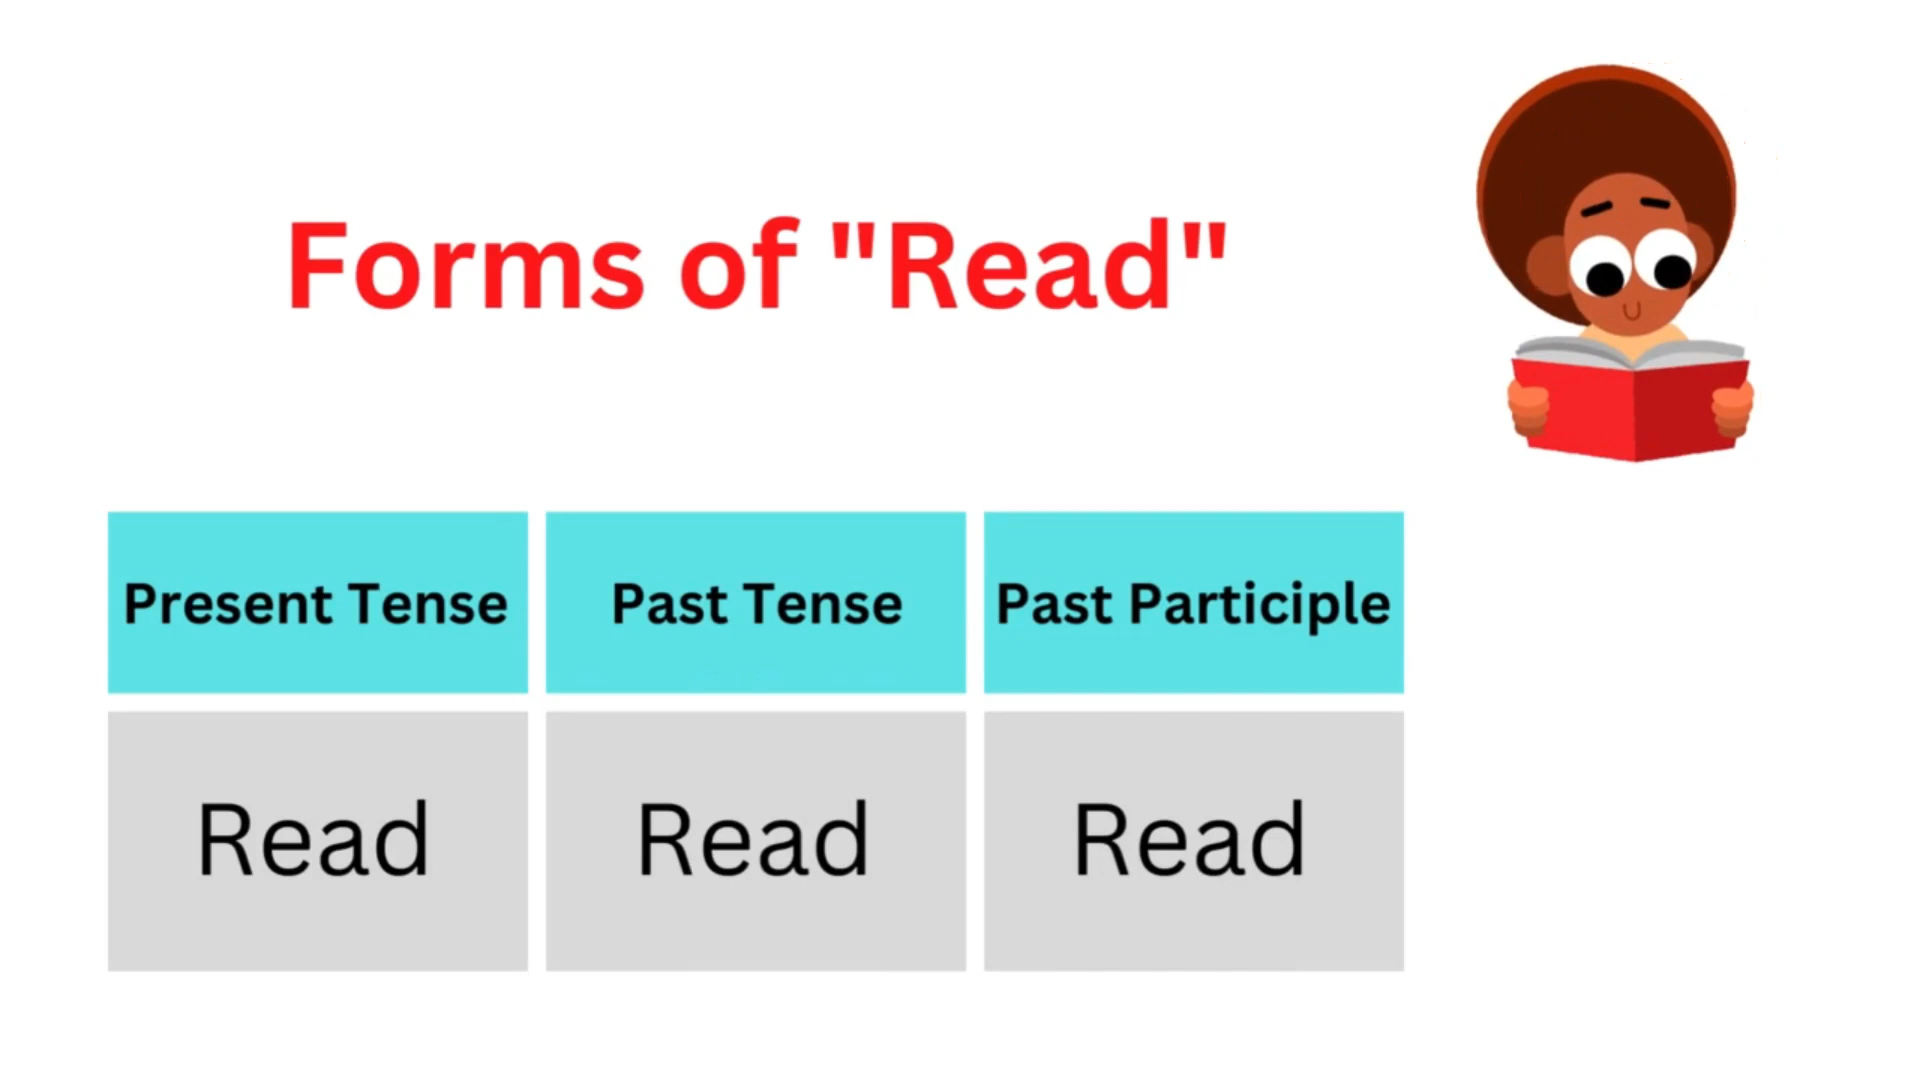 Forms of "Read"
Present Tense Past Tense Past Participle
Read Read Read